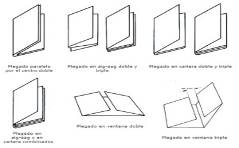 Plegado paralelo
por el centro doble
Plegado en zig-zag doble y
triple
Plegado en cartera doble y triple
Plegado en
zig-zag o en
cartera combinados
Plegado en ventana doble
Plegado en ventana triple